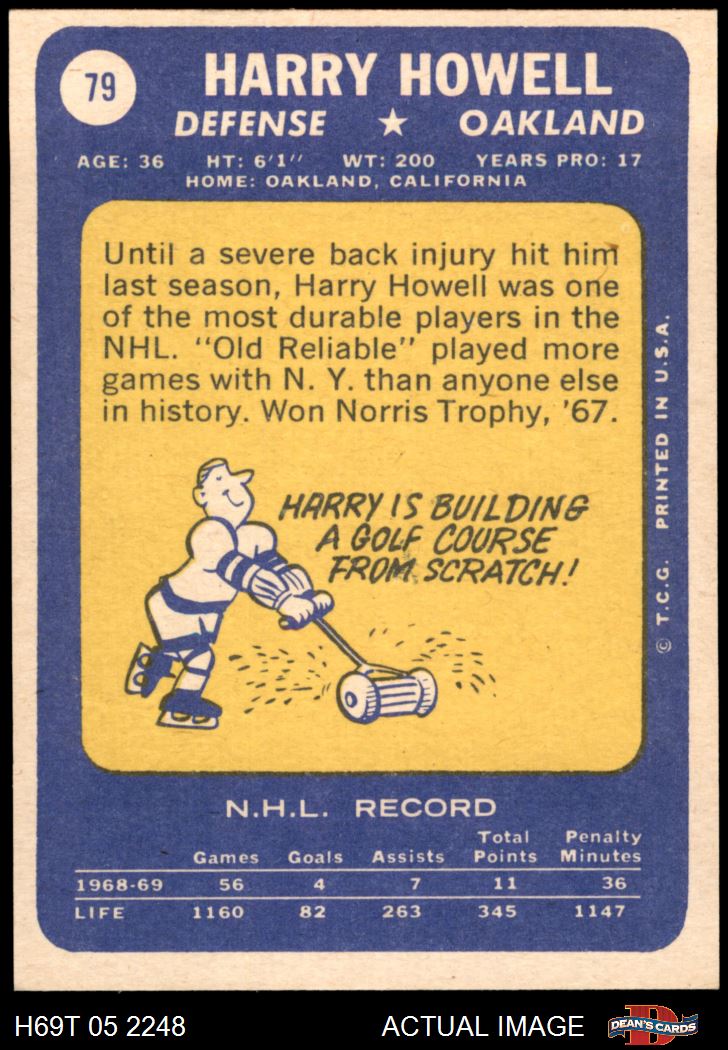 79
HARRY HOWELL
DEFENSE ★ OAKLAND
AGE: 36 HT: 6'1'' WT: 200 YEARS PRO: 17
HOME: OAKLAND, CALIFORNIA
Until a severe back injury hit him
last season, Harry Howell was one
of the most durable players in the
NHL. "Old Reliable" played more
games with N. Y. than anyone else
in history. Won Norris Trophy, '67.
HARRY IS BUILDING
A GOLF COURSE
FROM SCRATCH!
© T.C.G. PRINTED IN U.S.A.
N.H.L. RECORD
Games Goals Assists Total Points Penalty Minutes
1968-69 56 4 7 11 36
LIFE 1160 82 263 345 1147
H69T 05 2248 ACTUAL IMAGE
D
DEAN'S CARDS